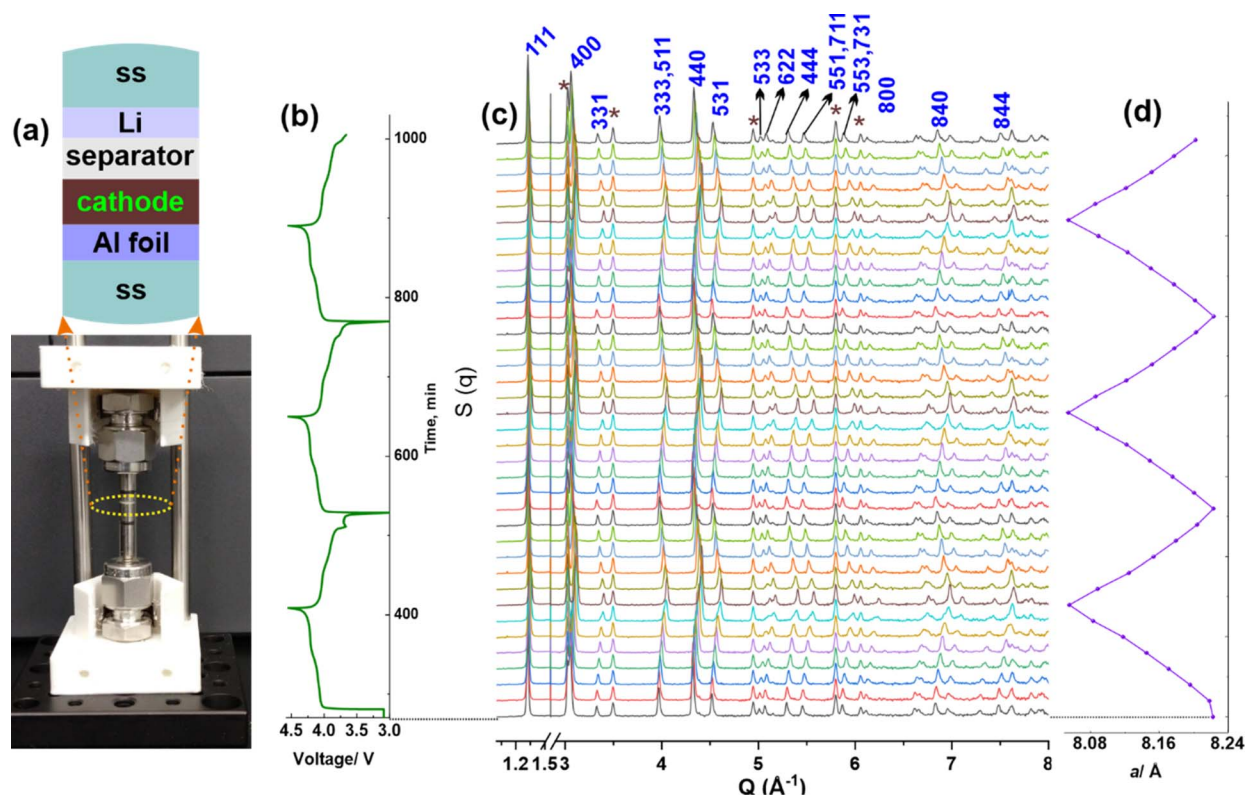 (a)
ss
Li
separator
cathode
Al foil
ss
(b)
1000
800
600
400
Time, min
4.5 4.0 3.5 3.0
Voltage/ V
(c)
111
*
400
331
*
333,511
440
531
*
533
622
444
551,711
*
553,731
*
800
840
844
S (q)
1.2 1.5 3 4 5 6 7 8
Q (Å⁻¹)
(d)
8.08 8.16 8.24
a/ Å